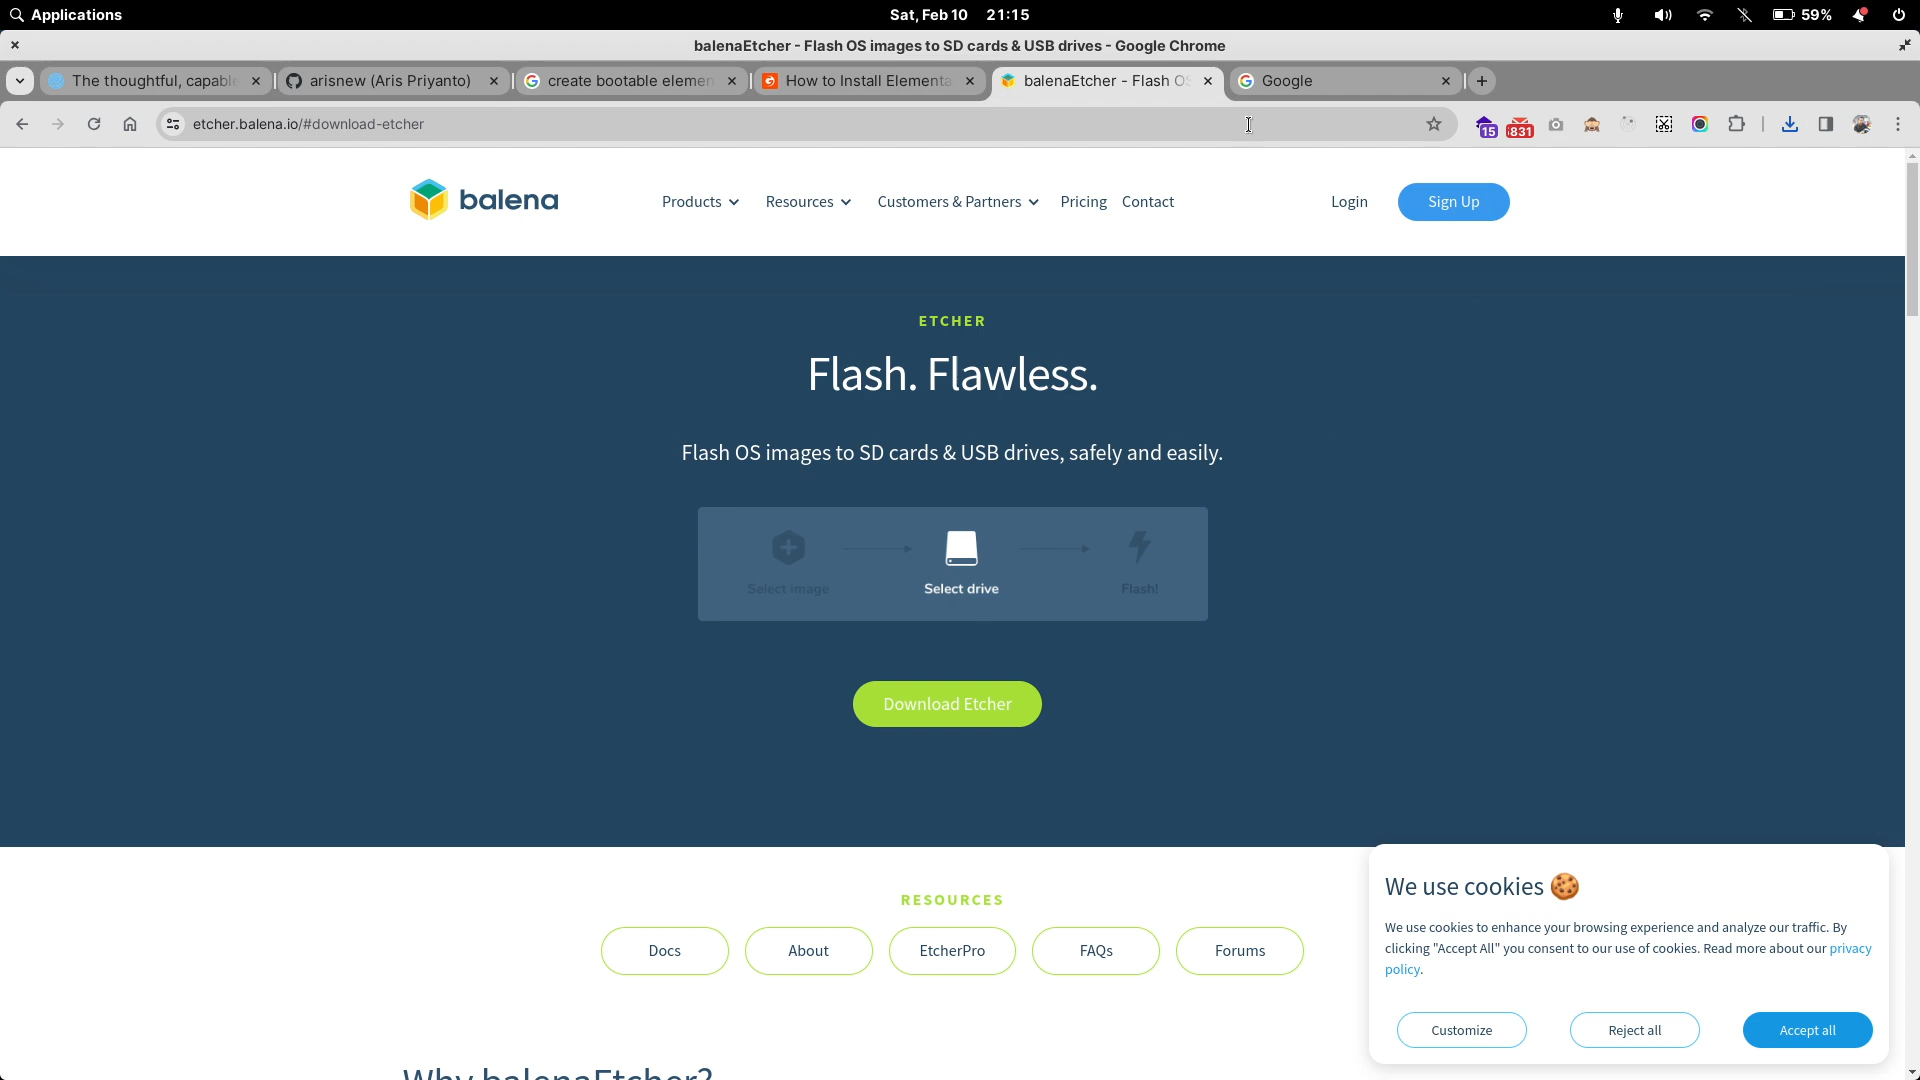 Applications
Sat, Feb 10 21:15
59%
balenaEtcher - Flash OS images to SD cards & USB drives - Google Chrome
The thoughtful, capable
arisnew (Aris Priyanto)
create bootable elemen
How to Install Elementa
balenaEtcher - Flash OS
Google
etcher.balena.io/#download-etcher
15
831
balena
Products
Resources
Customers & Partners
Pricing
Contact
Login
Sign Up
ETCHER
Flash. Flawless.
Flash OS images to SD cards & USB drives, safely and easily.
Select image
Select drive
Flash!
Download Etcher
RESOURCES
Docs
About
EtcherPro
FAQs
Forums
Why balenaEtcher?
We use cookies 🍪
We use cookies to enhance your browsing experience and analyze our traffic. By
clicking "Accept All" you consent to our use of cookies. Read more about our privacy
policy.
Customize
Reject all
Accept all